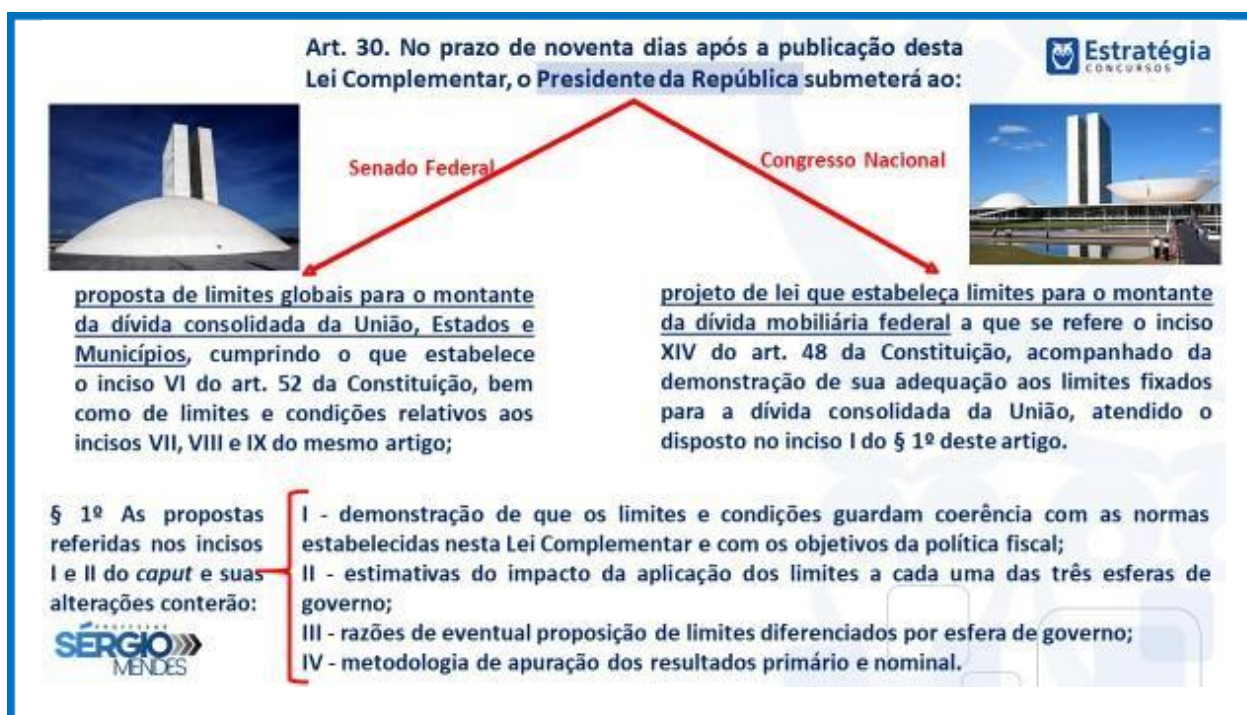 Art. 30. No prazo de noventa dias após a publicação desta
Lei Complementar, o Presidente da República submeterá ao:
Estratégia
CONCURSOS
Senado Federal
Congresso Nacional
proposta de limites globais para o montante
da dívida consolidada da União, Estados e
Municípios, cumprindo o que estabelece
o inciso VI do art. 52 da Constituição, bem
como de limites e condições relativos aos
incisos VII, VIII e IX do mesmo artigo;
projeto de lei que estabeleça limites para o montante
da dívida mobiliária federal a que se refere o inciso
XIV do art. 48 da Constituição, acompanhado da
demonstração de sua adequação aos limites fixados
para a dívida consolidada da União, atendido o
disposto no inciso I do § 1º deste artigo.
§ 1º As propostas
referidas nos incisos
I e II do caput e suas
alterações conterão:
I - demonstração de que os limites e condições guardam coerência com as normas
estabelecidas nesta Lei Complementar e com os objetivos da política fiscal;
II - estimativas do impacto da aplicação dos limites a cada uma das três esferas de
governo;
III - razões de eventual proposição de limites diferenciados por esfera de governo;
IV - metodologia de apuração dos resultados primário e nominal.
PROFESSOR
SÉRGIO
MENDES